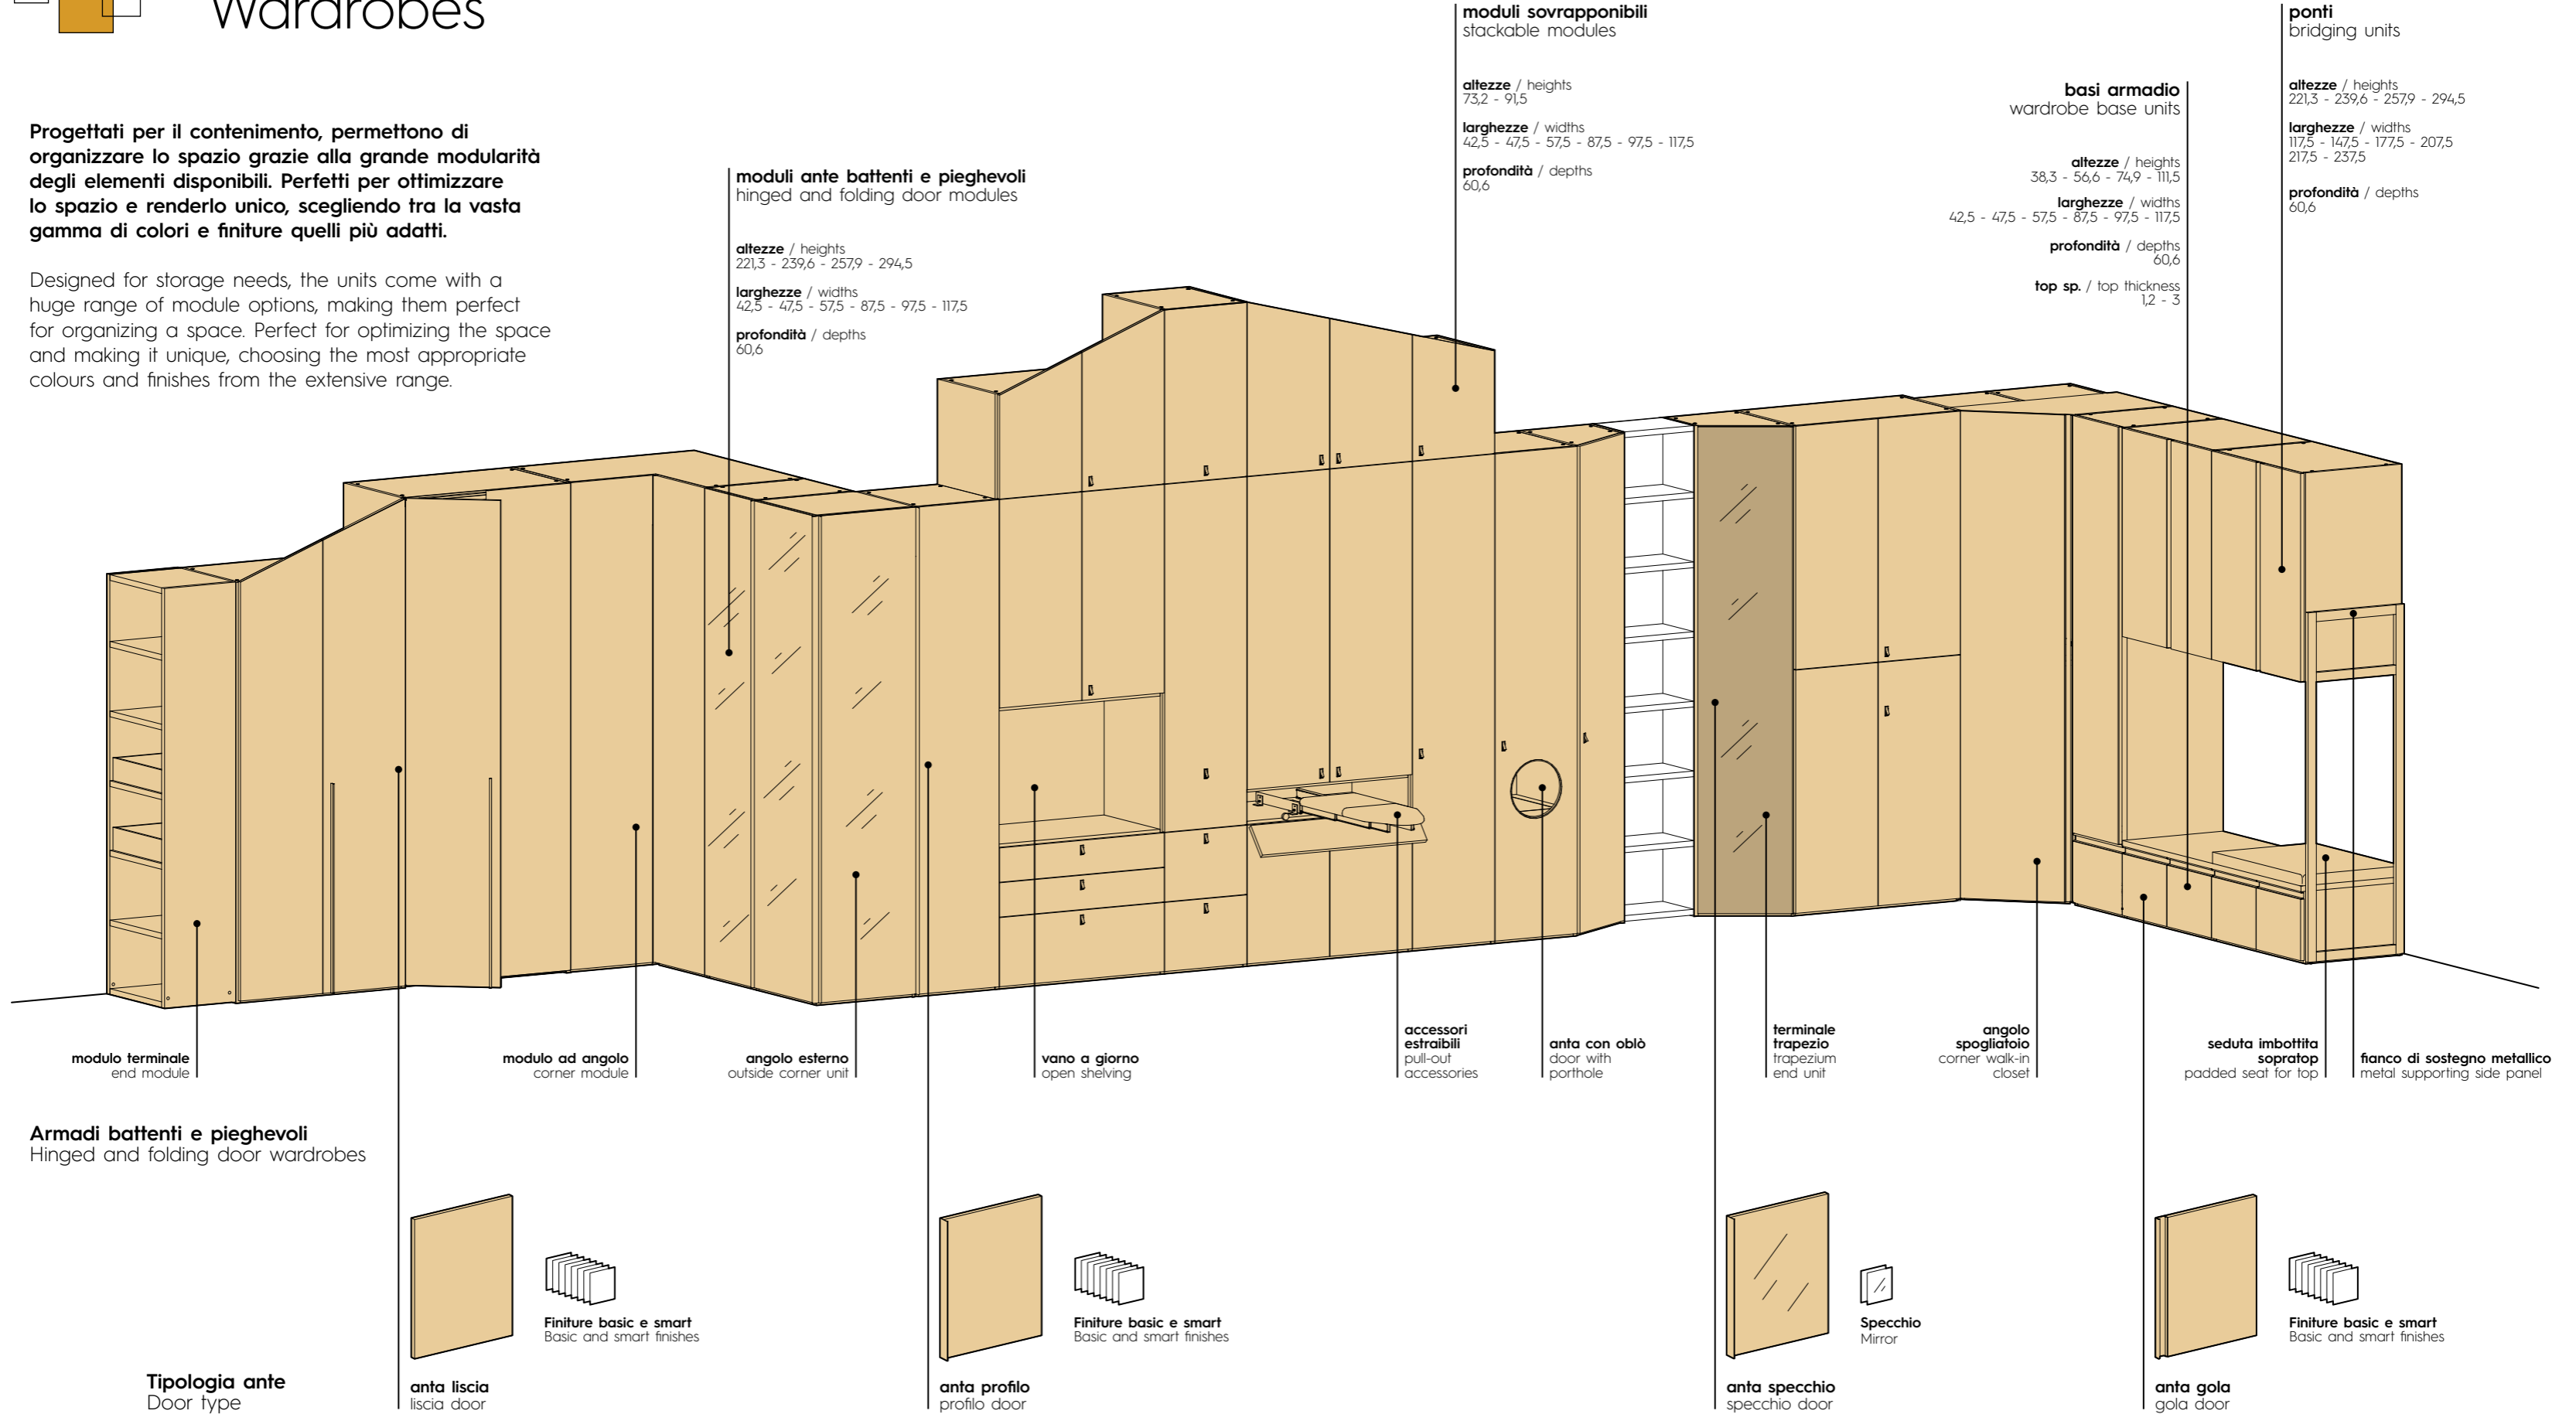 Wardrobes
Progettati per il contenimento, permettono di
organizzare lo spazio grazie alla grande modularità
degli elementi disponibili. Perfetti per ottimizzare
lo spazio e renderlo unico, scegliendo tra la vasta
gamma di colori e finiture quelli più adatti.
Designed for storage needs, the units come with a
huge range of module options, making them perfect
for organizing a space. Perfect for optimizing the space
and making it unique, choosing the most appropriate
colours and finishes from the extensive range.
moduli ante battenti e pieghevoli
hinged and folding door modules
altezze / heights
221,3 - 239,6 - 257,9 - 294,5
larghezze / widths
42,5 - 47,5 - 57,5 - 87,5 - 97,5 - 117,5
profondità / depths
60,6
moduli sovrapponibili
stackable modules
altezze / heights
73,2 - 91,5
larghezze / widths
42,5 - 47,5 - 57,5 - 87,5 - 97,5 - 117,5
profondità / depths
60,6
basi armadio
wardrobe base units
altezze / heights
38,3 - 56,6 - 74,9 - 111,5
larghezze / widths
42,5 - 47,5 - 57,5 - 87,5 - 97,5 - 117,5
profondità / depths
60,6
top sp. / top thickness
1,2 - 3
ponti
bridging units
altezze / heights
221,3 - 239,6 - 257,9 - 294,5
larghezze / widths
117,5 - 147,5 - 177,5 - 207,5
217,5 - 237,5
profondità / depths
60,6
modulo terminale
end module
modulo ad angolo
corner module
angolo esterno
outside corner unit
vano a giorno
open shelving
accessori
estraibili
pull-out
accessories
anta con oblò
door with
porthole
terminale
trapezio
trapezium
end unit
angolo
spogliatoio
corner walk-in
closet
seduta imbottita
sopratop
padded seat for top
fianco di sostegno metallico
metal supporting side panel
Armadi battenti e pieghevoli
Hinged and folding door wardrobes
Finiture basic e smart
Basic and smart finishes
Finiture basic e smart
Basic and smart finishes
Specchio
Mirror
Finiture basic e smart
Basic and smart finishes
Tipologia ante
Door type
anta liscia
liscia door
anta profilo
profilo door
anta specchio
specchio door
anta gola
gola door